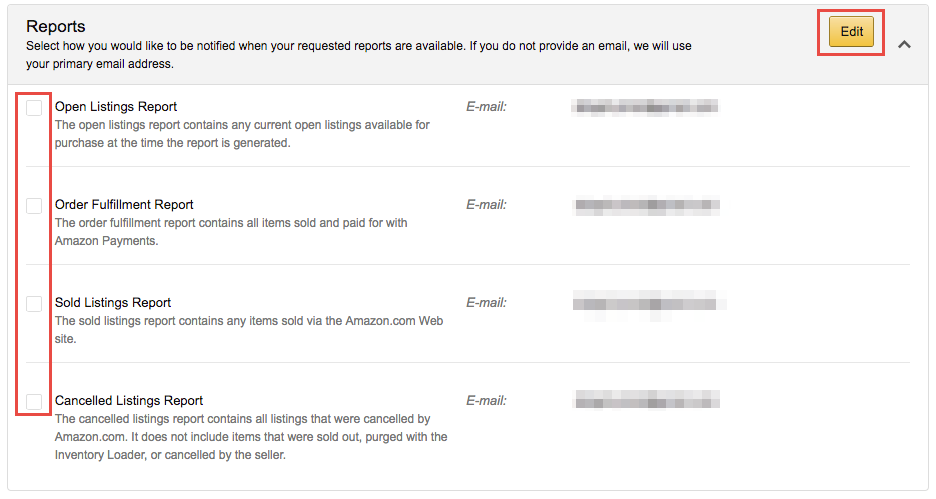 Reports
Select how you would like to be notified when your requested reports are available. If you do not provide an email, we will use
your primary email address.
Edit
Open Listings Report
E-mail:
The open listings report contains any current open listings available for
purchase at the time the report is generated.
Order Fulfillment Report
E-mail:
The order fulfillment report contains all items sold and paid for with
Amazon Payments.
Sold Listings Report
E-mail:
The sold listings report contains any items sold via the Amazon.com Web
site.
Cancelled Listings Report
E-mail:
The cancelled listings report contains all listings that were cancelled by
Amazon.com. It does not include items that were sold out, purged with the
Inventory Loader, or cancelled by the seller.